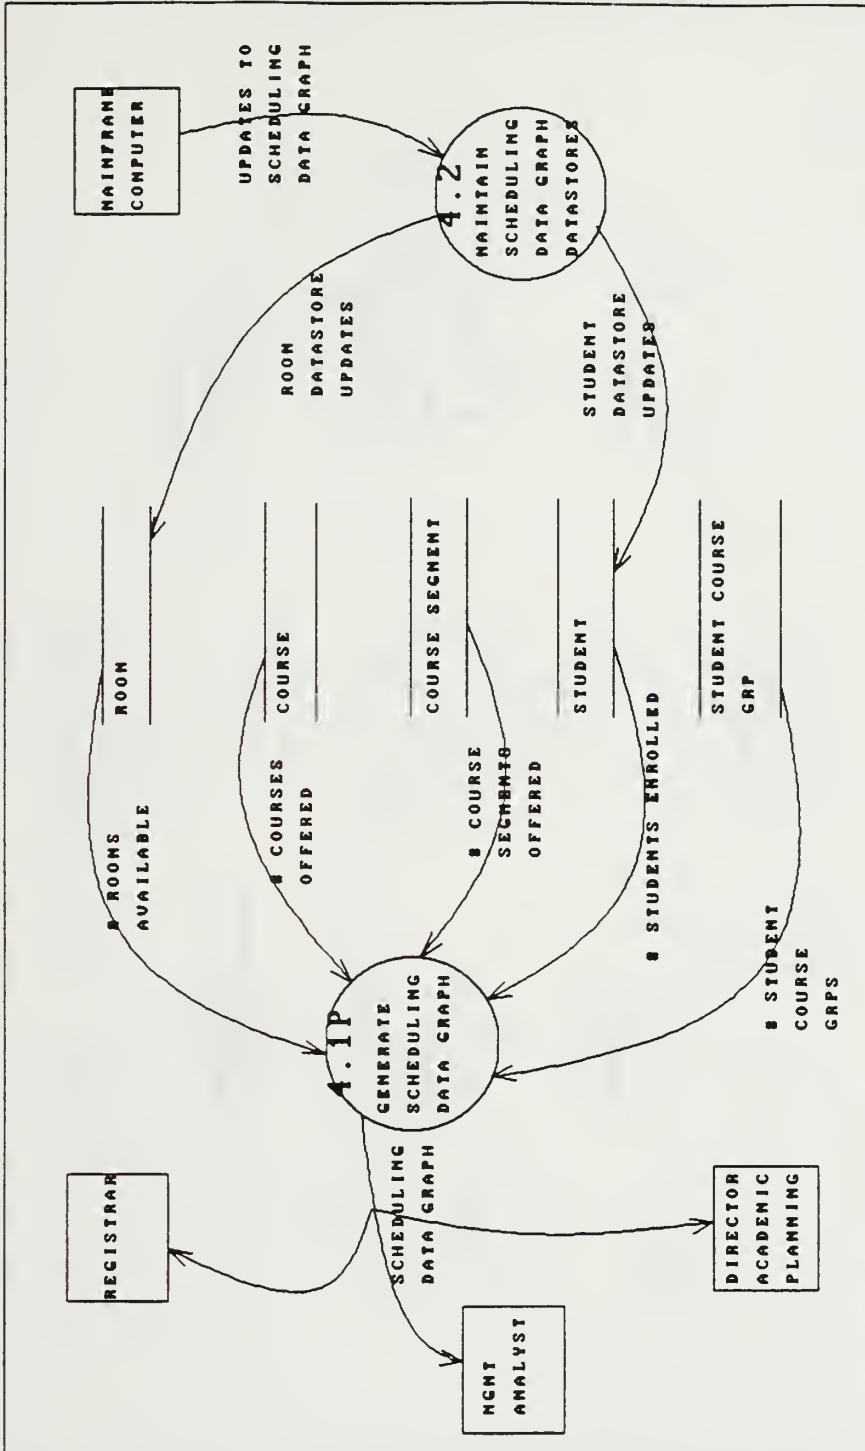 REGISTRAR
MGMT
ANALYST
DIRECTOR
ACADEMIC
PLANNING
SCHEDULING
DATA GRAPH
4.1P
GENERATE
SCHEDULING
DATA GRAPH
# ROOMS
AVAILABLE
# COURSES
OFFERED
# COURSE
SEGMENTS
OFFERED
# STUDENTS ENROLLED
# STUDENT
COURSE
GRPS
ROOM
COURSE
COURSE SEGMENT
STUDENT
STUDENT COURSE
GRP
ROOM
DATASTORE
UPDATES
STUDENT
DATASTORE
UPDATES
4.2
MAINTAIN
SCHEDULING
DATA GRAPH
DATASTORES
UPDATES TO
SCHEDULING
DATA GRAPH
MAINFRAME
COMPUTER